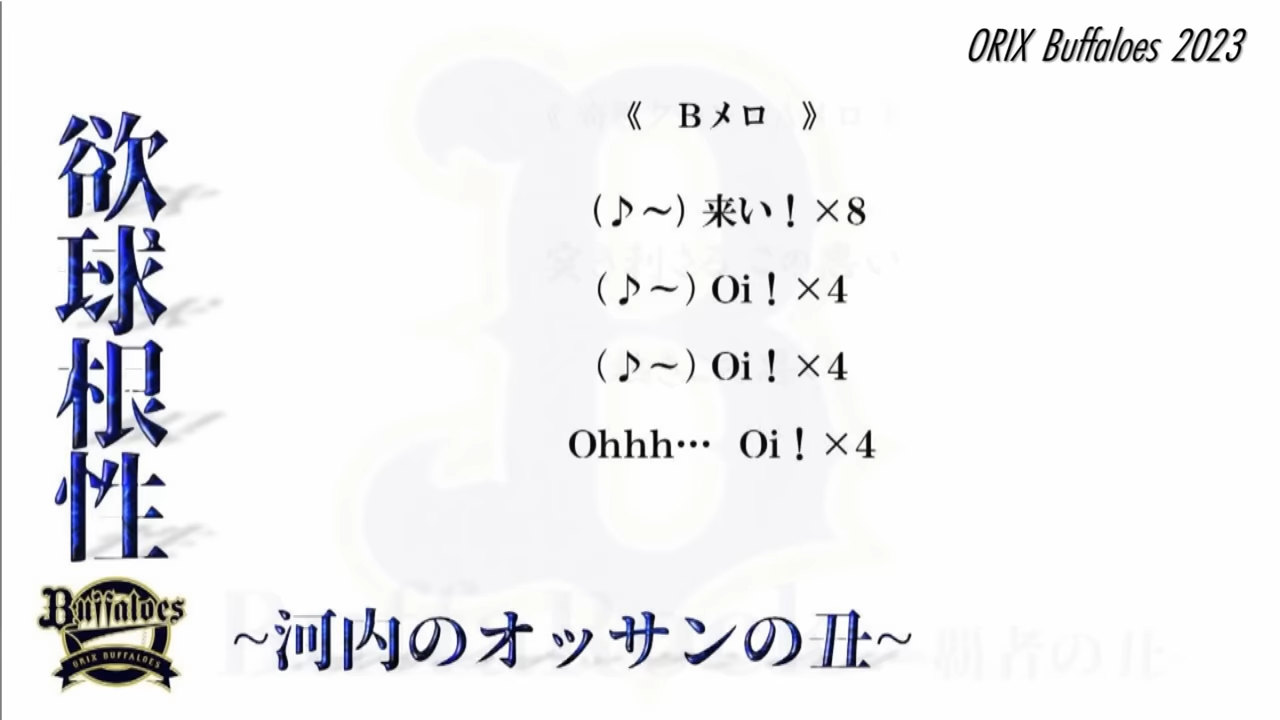 ORIX Buffaloes 2023
欲球根性
《 Bメロ 》
(♪～) 来い！×8
(♪～) Oi！×4
(♪～) Oi！×4
Ohhh… Oi！×4
Buffaloes
ORIX BUFFALOES
~河内のオッサンの丑~